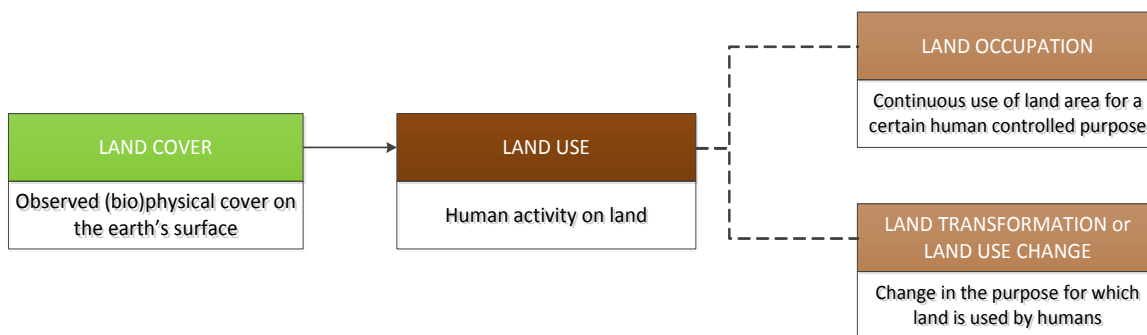 LAND COVER
Observed (bio)physical cover on
the earth's surface
LAND USE
Human activity on land
LAND OCCUPATION
Continuous use of land area for a
certain human controlled purpose
LAND TRANSFORMATION or
LAND USE CHANGE
Change in the purpose for which
land is used by humans